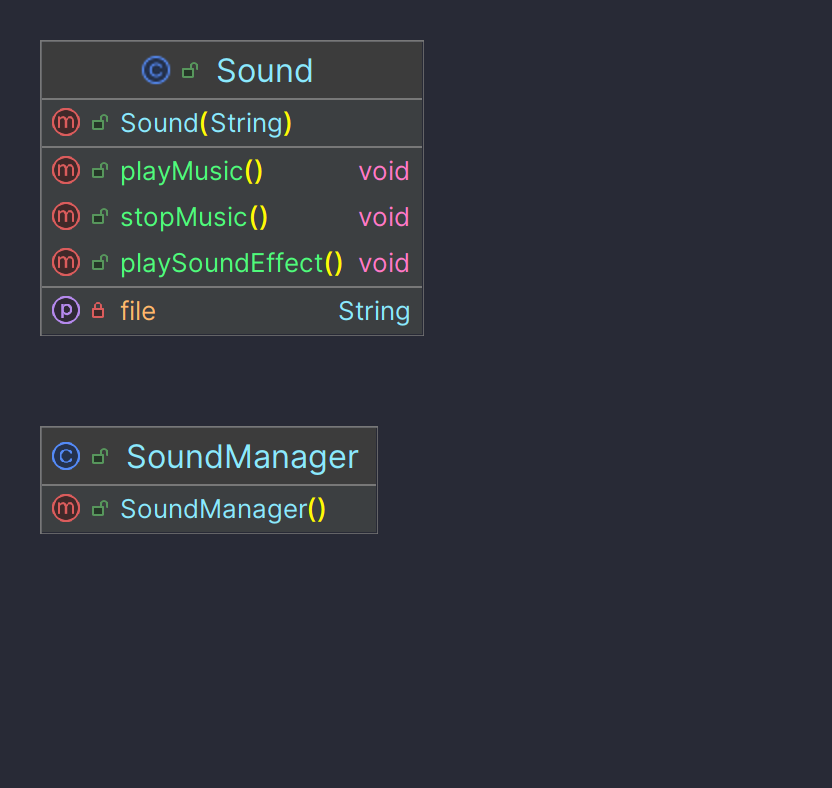 C Sound
m Sound(String)
m playMusic() void
m stopMusic() void
m playSoundEffect() void
p file String
C SoundManager
m SoundManager()